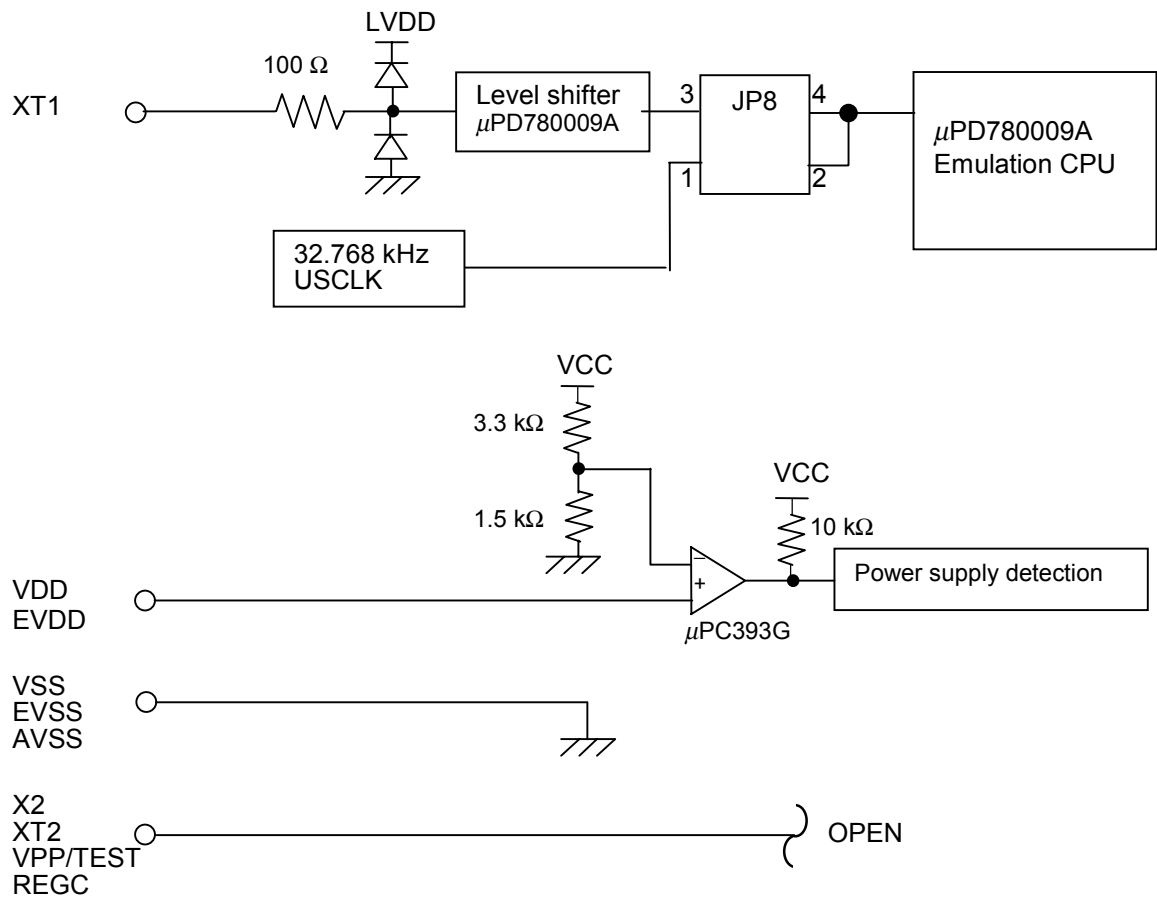 LVDD
100 Ω
XT1
Level shifter
μPD780009A
3
JP8
4
μPD780009A
Emulation CPU
1
2
32.768 kHz
USCLK
VCC
3.3 kΩ
VCC
1.5 kΩ
10 kΩ
−
+
Power supply detection
μPC393G
VDD
EVDD
VSS
EVSS
AVSS
X2
XT2
VPP/TEST
REGC
OPEN